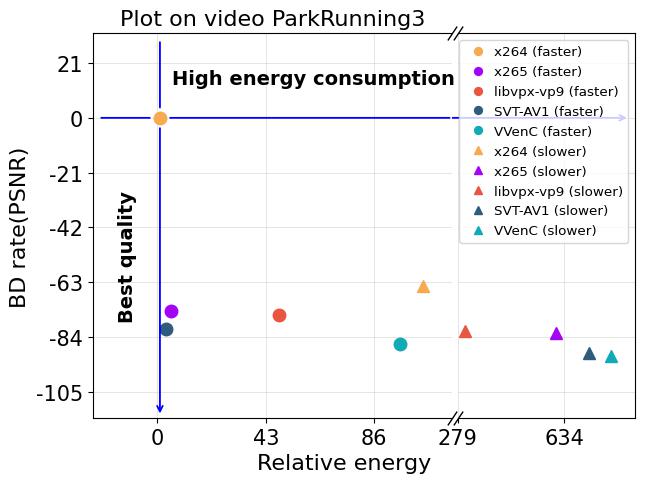 Plot on video ParkRunning3
High energy consumption
Best quality
x264 (faster)
x265 (faster)
libvpx-vp9 (faster)
SVT-AV1 (faster)
VVenC (faster)
x264 (slower)
x265 (slower)
libvpx-vp9 (slower)
SVT-AV1 (slower)
VVenC (slower)
BD rate(PSNR)
21
0
-21
-42
-63
-84
-105
0 43 86 279 634
Relative energy